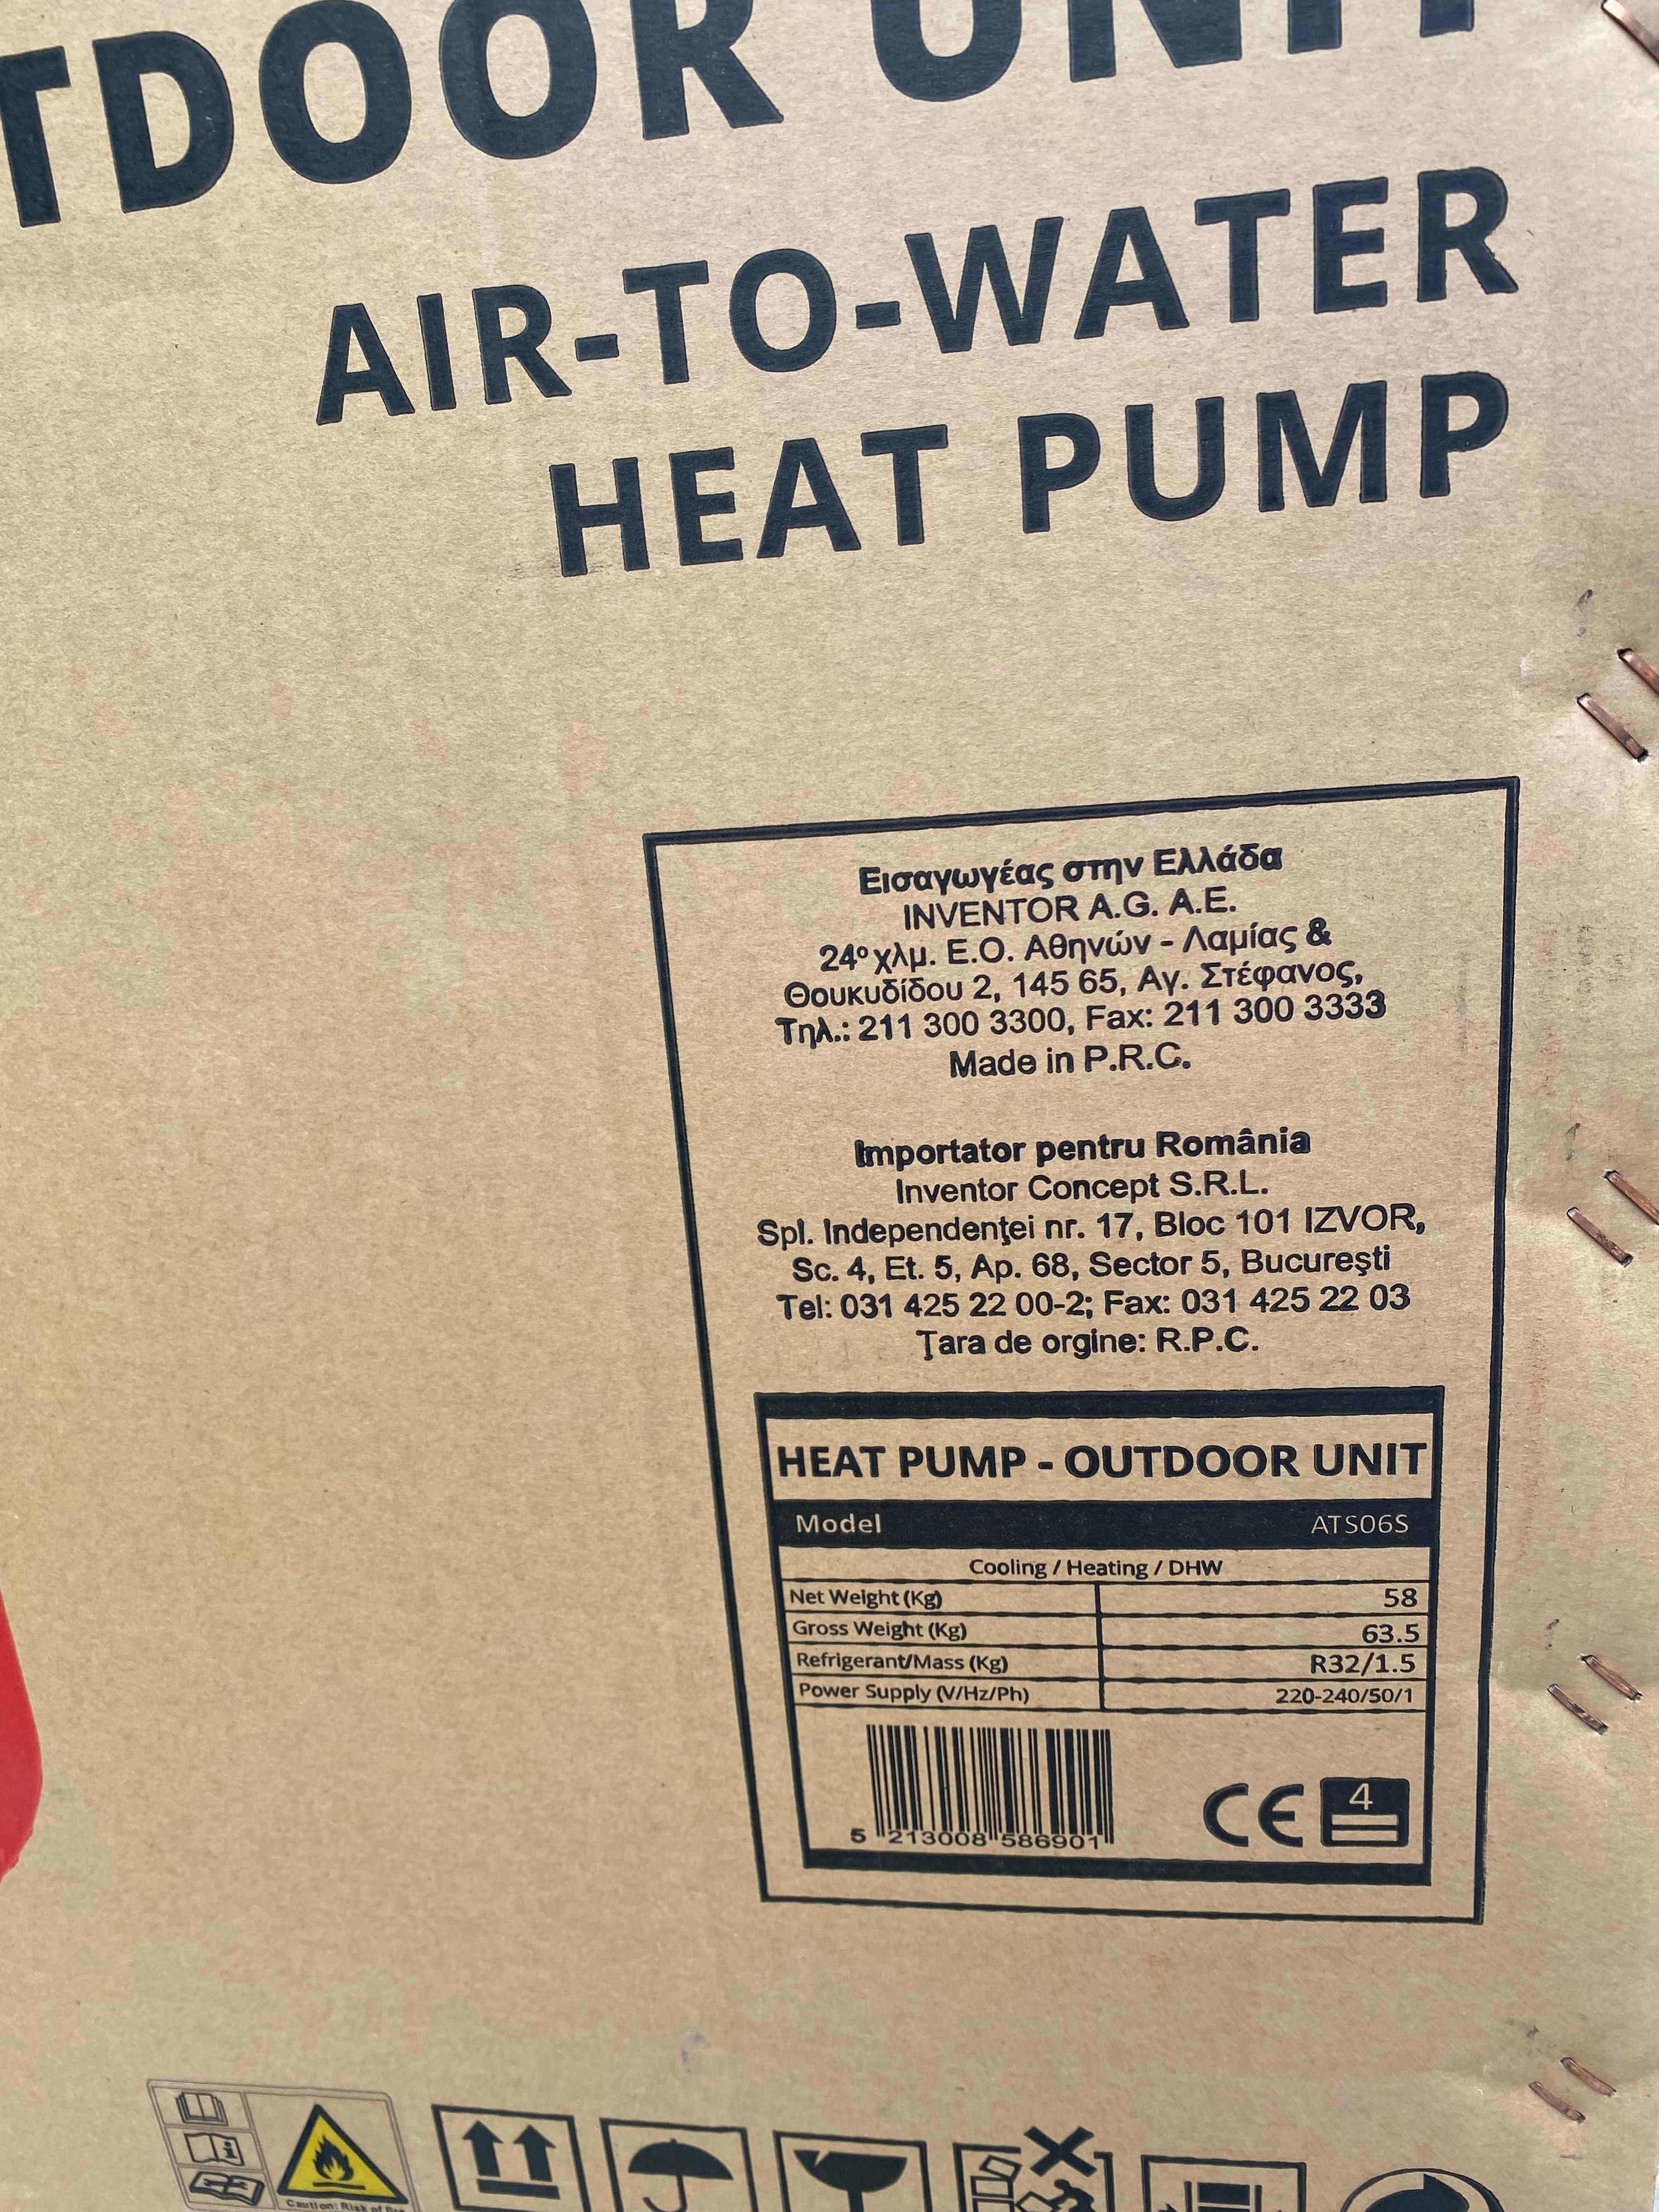 TDOOR UNIT
AIR-TO-WATER
HEAT PUMP
Εισαγωγέας στην Ελλάδα
INVENTOR A.G. A.E.
24ο χλμ. Ε.Ο. Αθηνών - Λαμίας &
Θουκυδίδου 2, 145 65, Αγ. Στέφανος,
Τηλ.: 211 300 3300, Fax: 211 300 3333
Made in P.R.C.
Importator pentru România
Inventor Concept S.R.L.
Spl. Independenţei nr. 17, Bloc 101 IZVOR,
Sc. 4, Et. 5, Ap. 68, Sector 5, Bucureşti
Tel: 031 425 22 00-2; Fax: 031 425 22 03
Ţara de orgine: R.P.C.
HEAT PUMP - OUTDOOR UNIT
Model ATS06S
Cooling / Heating / DHW
Net Weight (Kg) 58
Gross Weight (Kg) 63.5
Refrigerant/Mass (Kg) R32/1.5
Power Supply (V/Hz/Ph) 220-240/50/1
5 213008 586901
CE 4
Caution: Risk of fire